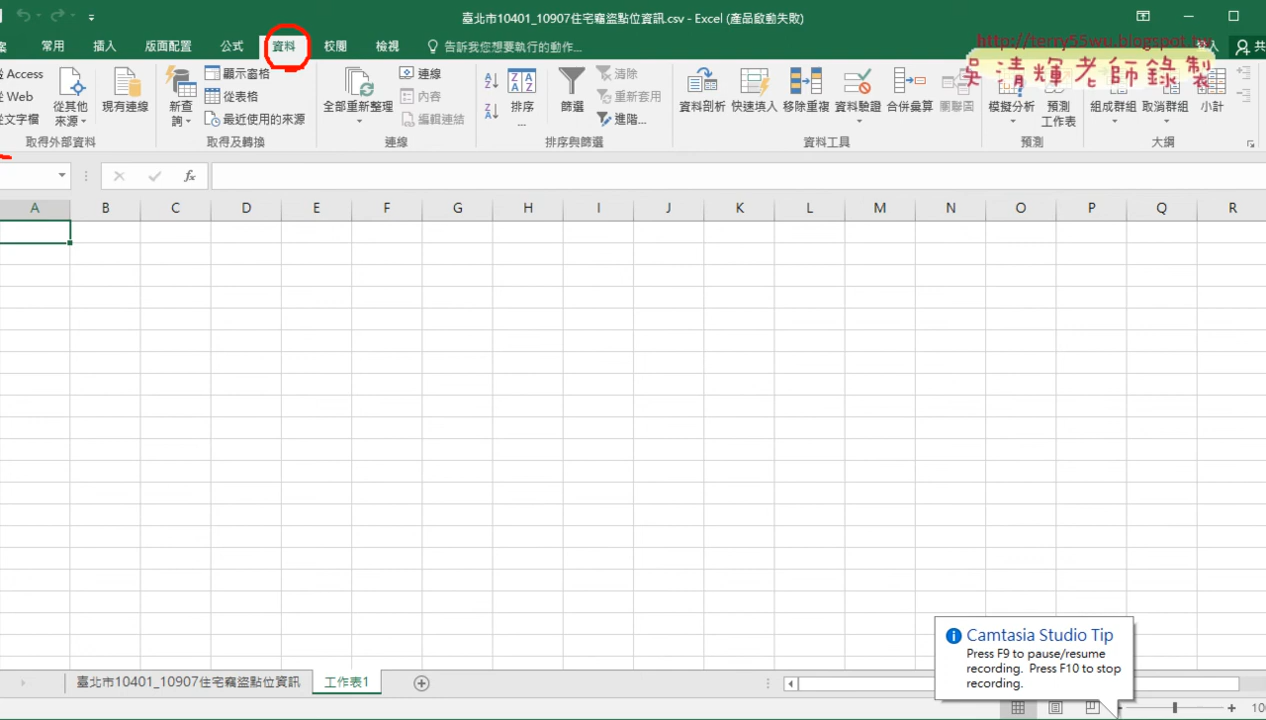 臺北市10401_10907住宅竊盜點位資訊.csv - Excel (產品啟動失敗)
http://terry55wu.blogspot.tw
吳清輝老師錄製
案 常用 插入 版面配置 公式 資料 校閱 檢視 告訴我您想要執行的動作... 登入 共
從 Access
從 Web
從文字檔
從其他
來源
現有連線
新查
詢
顯示查詢
從表格
最近使用的來源
全部重新整理
連線
內容
編輯連結
排序
...
篩選
清除
重新套用
進階...
資料剖析 快速填入 移除重複 資料驗證 合併彙算 關聯圖
模擬分析
預測
工作表
組成群組 取消群組 小計
取得外部資料 取得及轉換 連線 排序與篩選 資料工具 預測 大綱
fx
A B C D E F G H I J K L M N O P Q R
Camtasia Studio Tip
Press F9 to pause/resume
recording. Press F10 to stop
recording.
臺北市10401_10907住宅竊盜點位資訊 工作表1